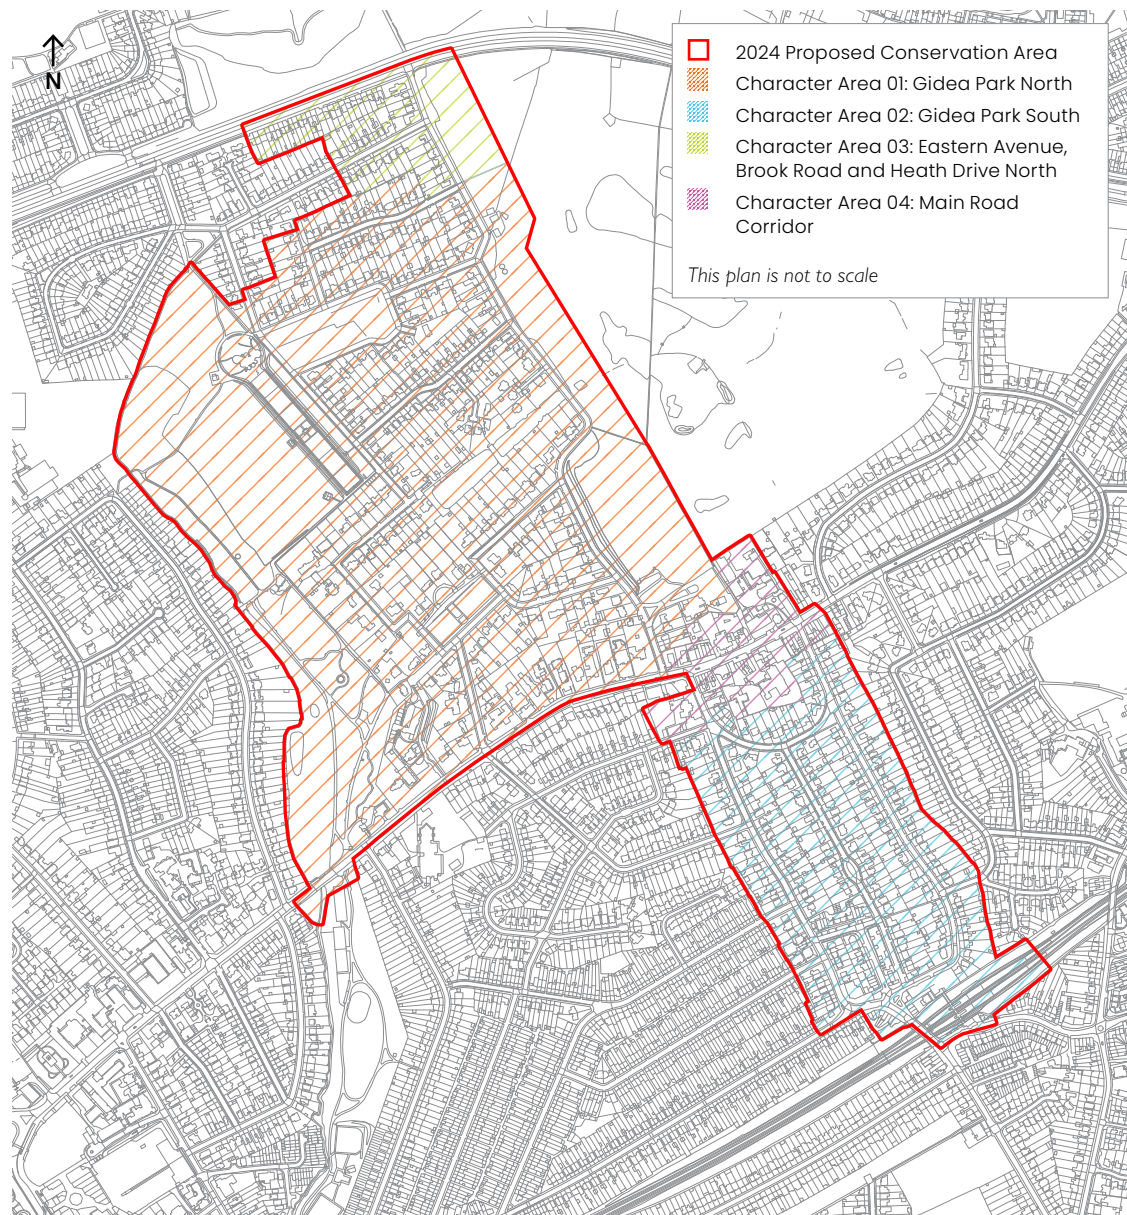 N
2024 Proposed Conservation Area
Character Area 01: Gidea Park North
Character Area 02: Gidea Park South
Character Area 03: Eastern Avenue,
Brook Road and Heath Drive North
Character Area 04: Main Road
Corridor
This plan is not to scale